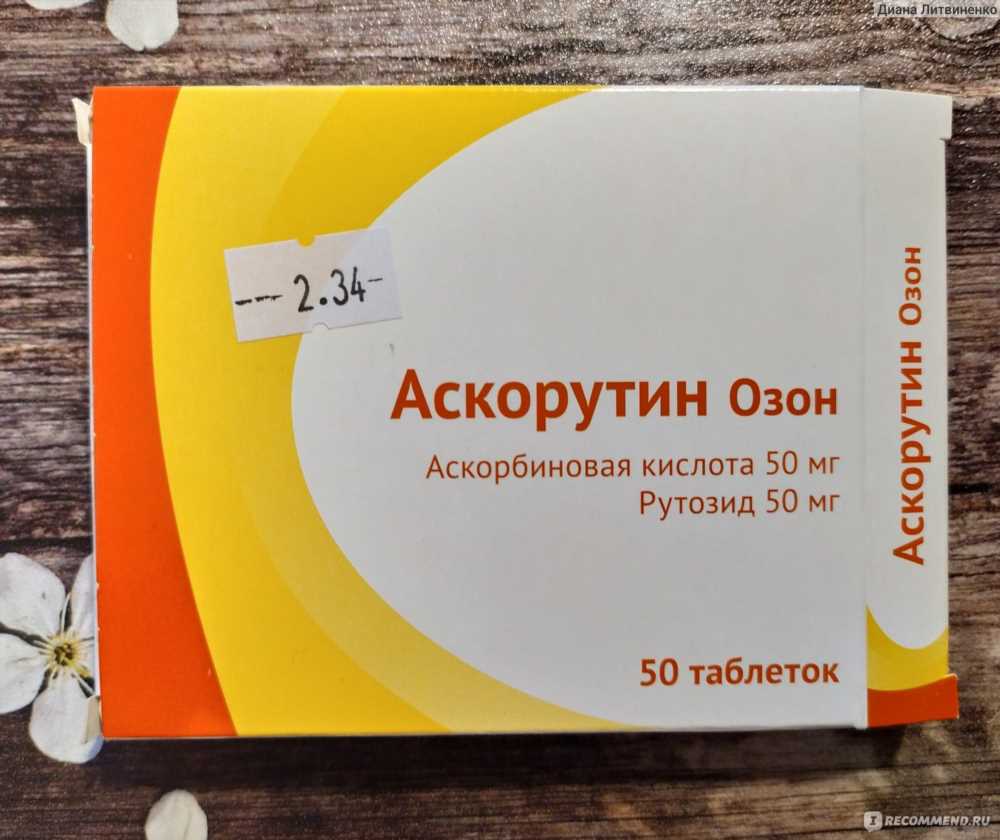 Диана Литвиненко
--- 2.34-
Аскорутин Озон
Аскорбиновая кислота 50 мг
Рутозид 50 мг
50 таблеток
Аскорутин Озон
IRECOMMEND.RU